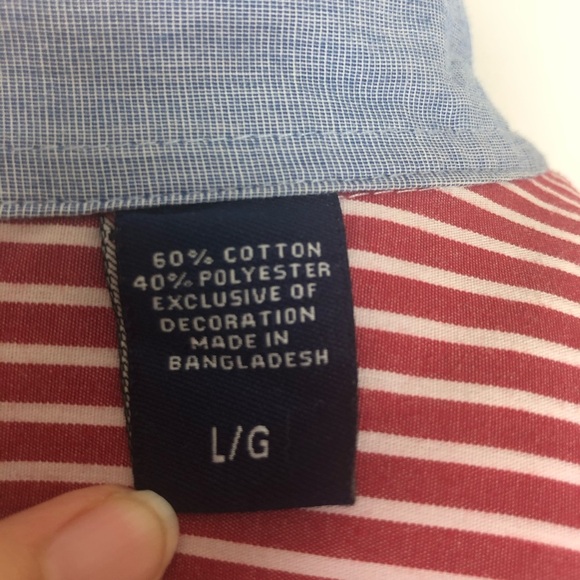 60% COTTON
40% POLYESTER
EXCLUSIVE OF
DECORATION
MADE IN
BANGLADESH
L/G